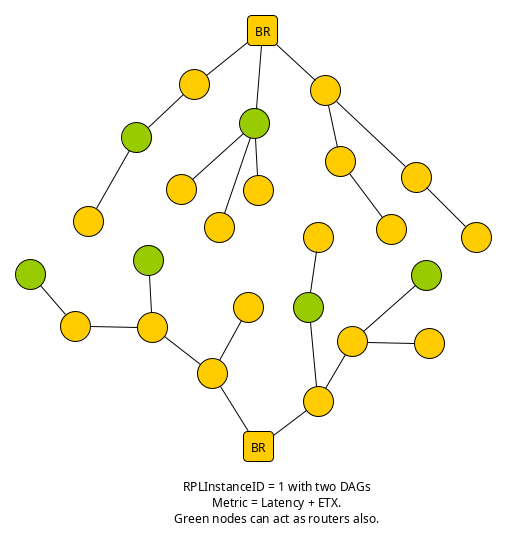 BR
BR
RPLInstanceID = 1 with two DAGs
Metric = Latency + ETX.
Green nodes can act as routers also.